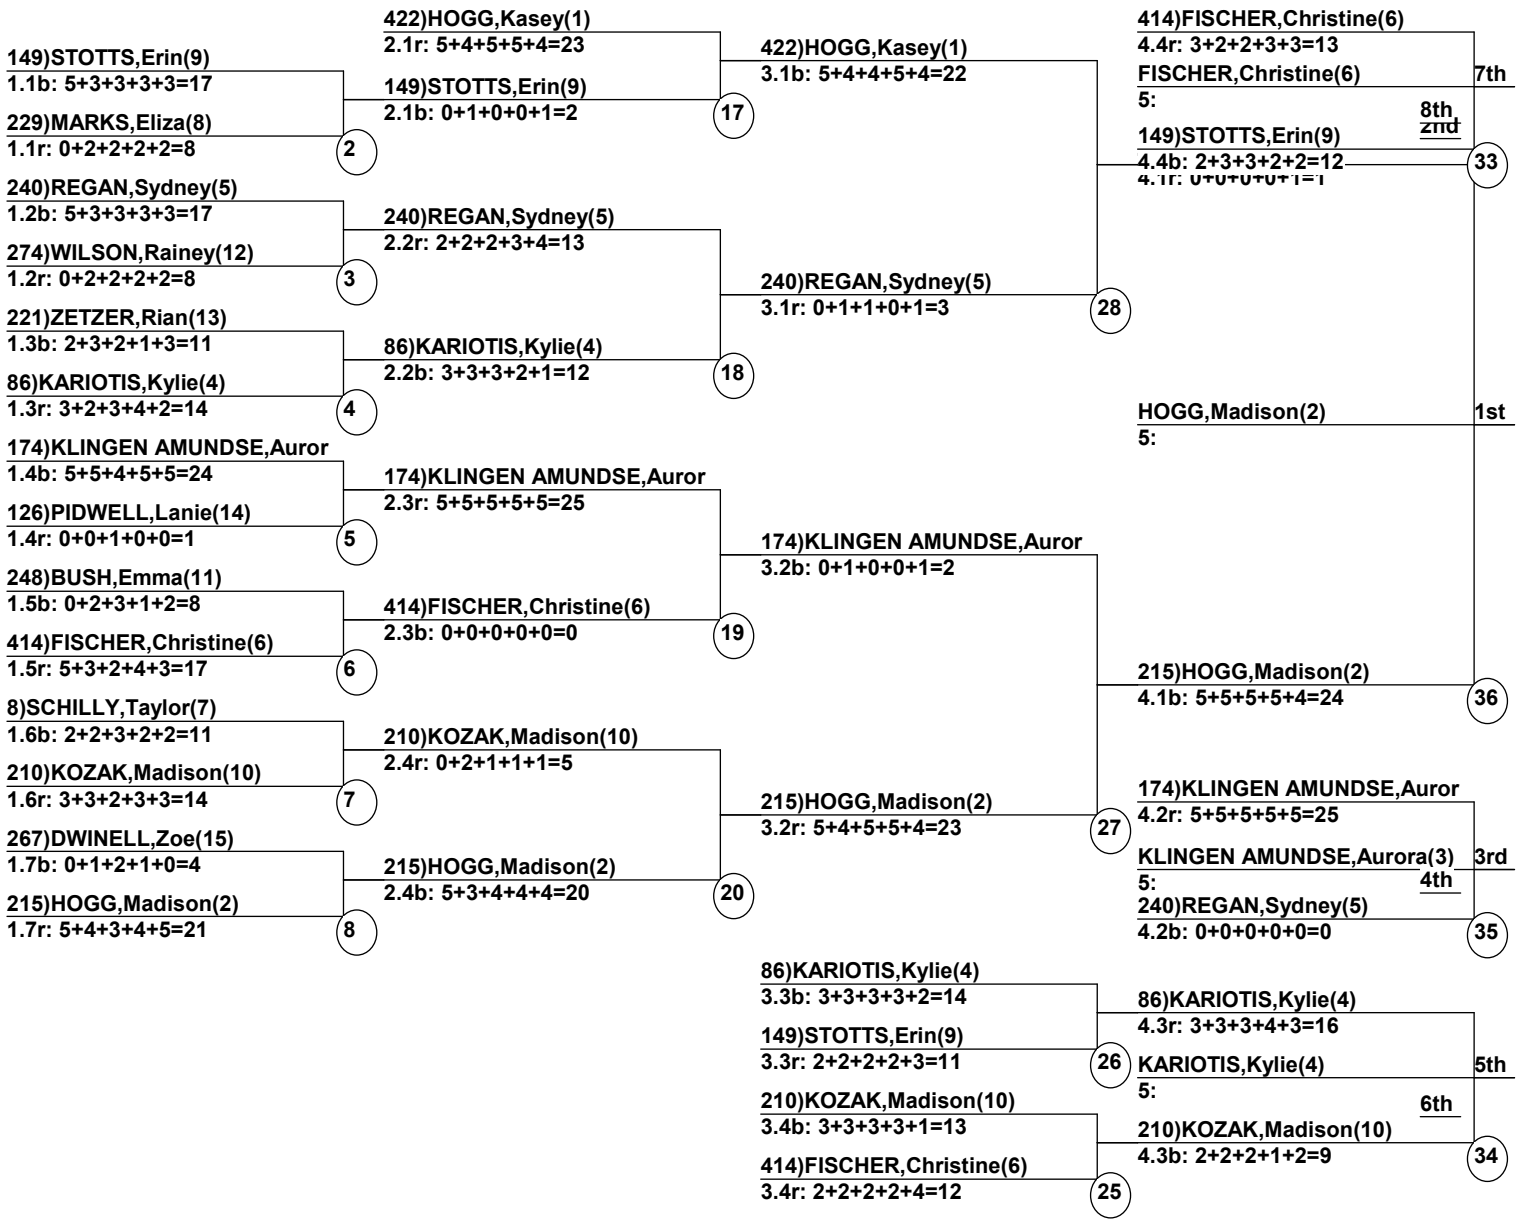 149)STOTTS,Erin(9)
1.1b: 5+3+3+3+3=17
229)MARKS,Eliza(8)
1.1r: 0+2+2+2+2=8
2
240)REGAN,Sydney(5)
1.2b: 5+3+3+3+3=17
274)WILSON,Rainey(12)
1.2r: 0+2+2+2+2=8
3
221)ZETZER,Rian(13)
1.3b: 2+3+2+1+3=11
86)KARIOTIS,Kylie(4)
1.3r: 3+2+3+4+2=14
4
174)KLINGEN AMUNDSE,Auror
1.4b: 5+5+4+5+5=24
126)PIDWELL,Lanie(14)
1.4r: 0+0+1+0+0=1
5
248)BUSH,Emma(11)
1.5b: 0+2+3+1+2=8
414)FISCHER,Christine(6)
1.5r: 5+3+2+4+3=17
6
8)SCHILLY,Taylor(7)
1.6b: 2+2+3+2+2=11
210)KOZAK,Madison(10)
1.6r: 3+3+2+3+3=14
7
267)DWINELL,Zoe(15)
1.7b: 0+1+2+1+0=4
215)HOGG,Madison(2)
1.7r: 5+4+3+4+5=21
8
422)HOGG,Kasey(1)
2.1r: 5+4+5+5+4=23
149)STOTTS,Erin(9)
2.1b: 0+1+0+0+1=2
17
240)REGAN,Sydney(5)
2.2r: 2+2+2+3+4=13
86)KARIOTIS,Kylie(4)
2.2b: 3+3+3+2+1=12
18
174)KLINGEN AMUNDSE,Auror
2.3r: 5+5+5+5+5=25
414)FISCHER,Christine(6)
2.3b: 0+0+0+0+0=0
19
210)KOZAK,Madison(10)
2.4r: 0+2+1+1+1=5
215)HOGG,Madison(2)
2.4b: 5+3+4+4+4=20
20
422)HOGG,Kasey(1)
3.1b: 5+4+4+5+4=22
240)REGAN,Sydney(5)
3.1r: 0+1+1+0+1=3
28
174)KLINGEN AMUNDSE,Auror
3.2b: 0+1+0+0+1=2
215)HOGG,Madison(2)
3.2r: 5+4+5+5+4=23
27
86)KARIOTIS,Kylie(4)
3.3b: 3+3+3+3+2=14
149)STOTTS,Erin(9)
3.3r: 2+2+2+2+3=11
26
210)KOZAK,Madison(10)
3.4b: 3+3+3+3+1=13
414)FISCHER,Christine(6)
3.4r: 2+2+2+2+4=12
25
414)FISCHER,Christine(6)
4.4r: 3+2+2+3+3=13
FISCHER,Christine(6) 7th
5:
8th
2nd
149)STOTTS,Erin(9)
4.4b: 2+3+3+2+2=12
33
4.1r: 0+0+0+0+1=1
HOGG,Madison(2) 1st
5:
215)HOGG,Madison(2)
4.1b: 5+5+5+5+4=24
36
174)KLINGEN AMUNDSE,Auror
4.2r: 5+5+5+5+5=25
KLINGEN AMUNDSE,Aurora(3) 3rd
5:
4th
240)REGAN,Sydney(5)
4.2b: 0+0+0+0+0=0
35
86)KARIOTIS,Kylie(4)
4.3r: 3+3+3+4+3=16
KARIOTIS,Kylie(4) 5th
5:
6th
210)KOZAK,Madison(10)
4.3b: 2+2+2+1+2=9
34